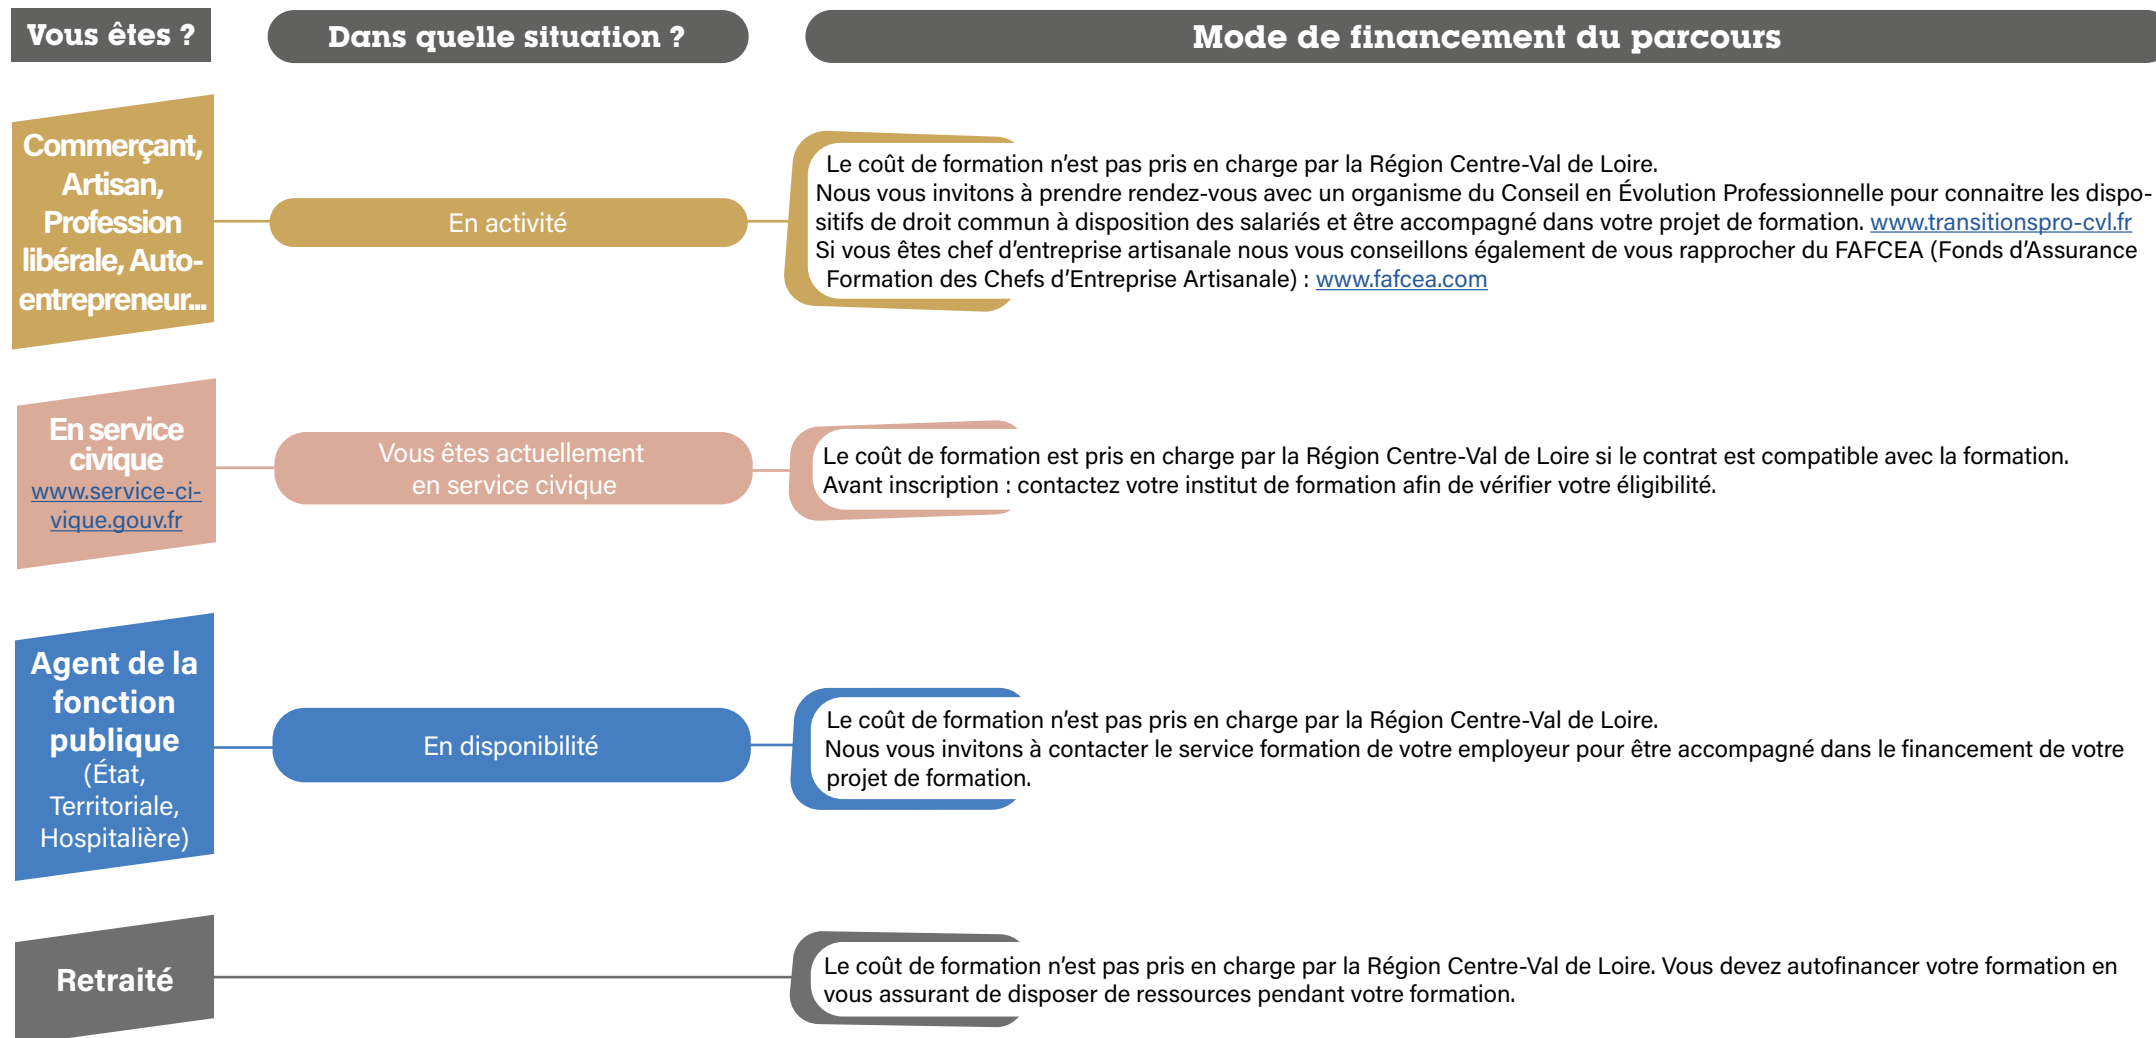 Vous êtes ?
Dans quelle situation ?
Mode de financement du parcours
Commerçant,
Artisan,
Profession
libérale, Auto-
entrepreneur...
En activité
Le coût de formation n'est pas pris en charge par la Région Centre-Val de Loire.
Nous vous invitons à prendre rendez-vous avec un organisme du Conseil en Évolution Professionnelle pour connaitre les dispo-
sitifs de droit commun à disposition des salariés et être accompagné dans votre projet de formation. www.transitionspro-cvl.fr
Si vous êtes chef d'entreprise artisanale nous vous conseillons également de vous rapprocher du FAFCEA (Fonds d'Assurance
Formation des Chefs d'Entreprise Artisanale) : www.fafcea.com
En service
civique
www.service-ci-
vique.gouv.fr
Vous êtes actuellement
en service civique
Le coût de formation est pris en charge par la Région Centre-Val de Loire si le contrat est compatible avec la formation.
Avant inscription : contactez votre institut de formation afin de vérifier votre éligibilité.
Agent de la
fonction
publique
(État,
Territoriale,
Hospitalière)
En disponibilité
Le coût de formation n'est pas pris en charge par la Région Centre-Val de Loire.
Nous vous invitons à contacter le service formation de votre employeur pour être accompagné dans le financement de votre
projet de formation.
Retraité
Le coût de formation n'est pas pris en charge par la Région Centre-Val de Loire. Vous devez autofinancer votre formation en
vous assurant de disposer de ressources pendant votre formation.